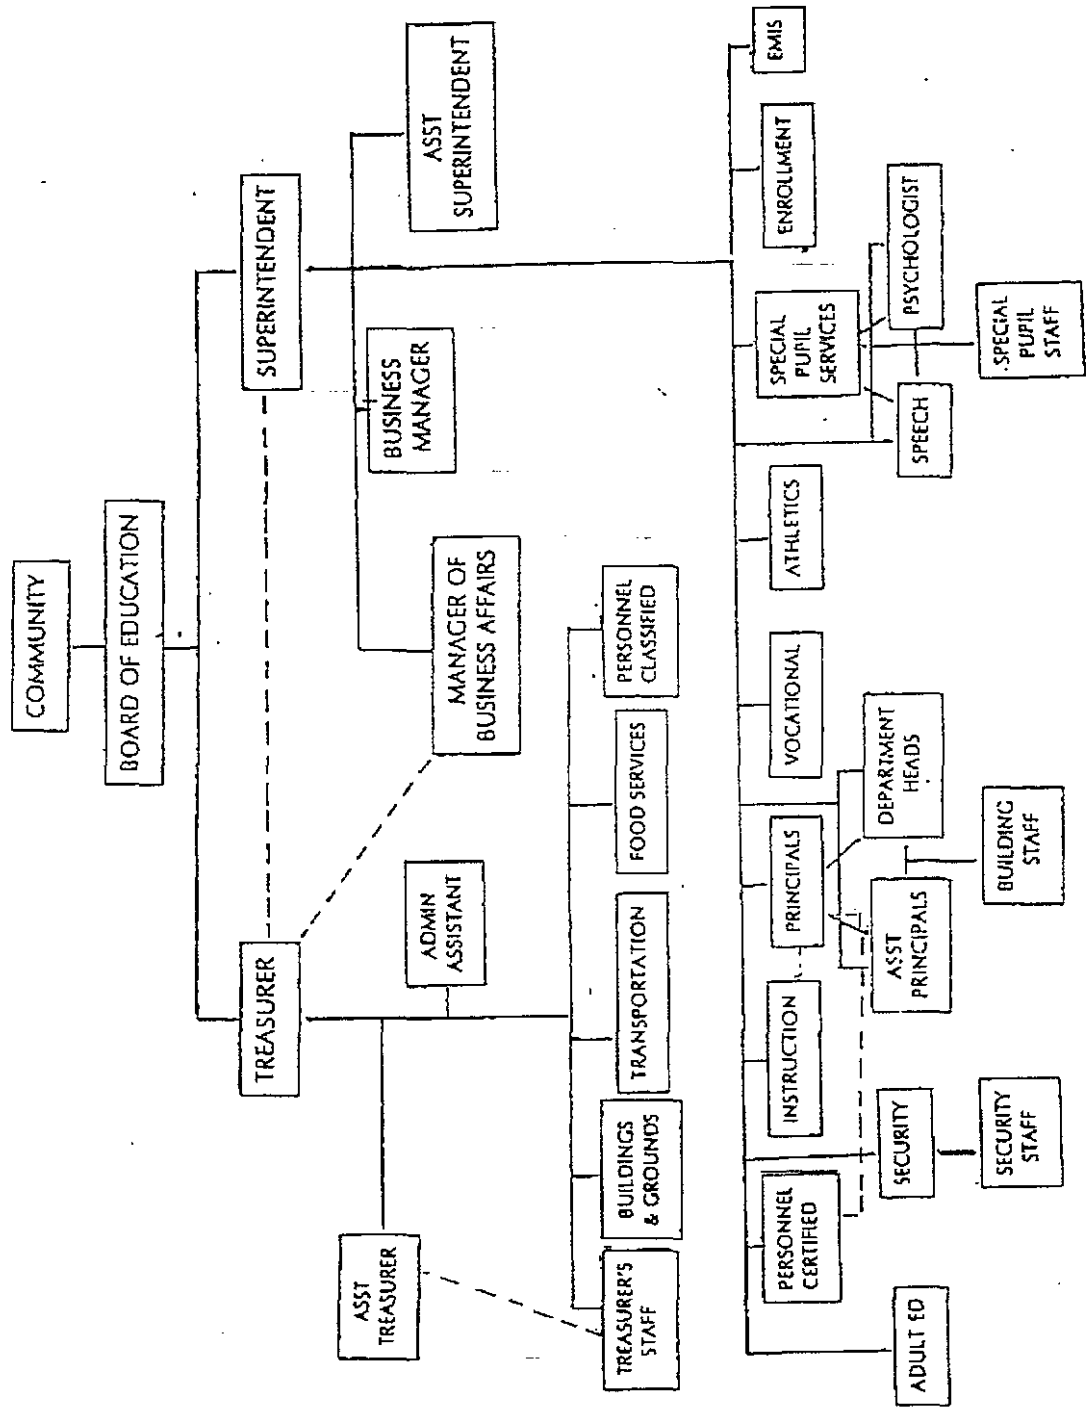 COMMUNITY
BOARD OF EDUCATION
TREASURER
SUPERINTENDENT
ASST
TREASURER
ADMIN
ASSISTANT
MANAGER OF
BUSINESS AFFAIRS
BUSINESS
MANAGER
ASST
SUPERINTENDENT
TREASURER'S
STAFF
BUILDINGS
& GROUNDS
TRANSPORTATION
FOOD SERVICES
PERSONNEL
CLASSIFIED
ADULT ED
PERSONNEL
CERTIFIED
SECURITY
SECURITY
STAFF
INSTRUCTION
PRINCIPALS
ASST
PRINCIPALS
DEPARTMENT
HEADS
BUILDING
STAFF
VOCATIONAL
ATHLETICS
SPECIAL
PUPIL
SERVICES
SPEECH
PSYCHOLOGIST
SPECIAL
PUPIL
STAFF
ENROLLMENT
EMIS